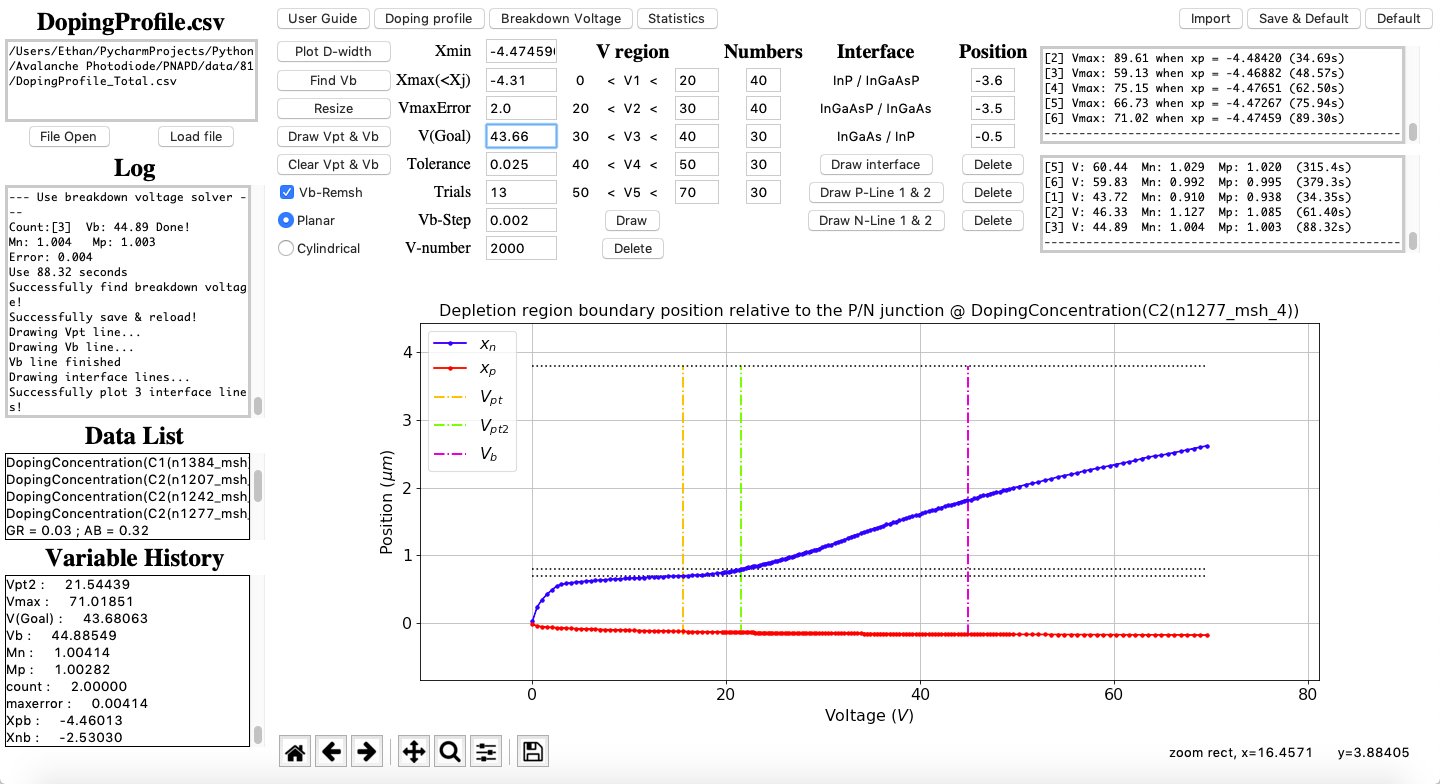 DopingProfile.csv
/Users/Ethan/PycharmProjects/Python
/Avalanche Photodiode/PNAPD/data/81
/DopingProfile_Total.csv
File Open
Load file
Log
--- Use breakdown voltage solver -
--
Count:[3] Vb: 44.89 Done!
Mn: 1.004 Mp: 1.003
Error: 0.004
Use 88.32 seconds
Successfully find breakdown voltag
e!
Successfully save & reload!
Drawing Vpt line...
Drawing Vb line...
Vb line finished
Drawing interface lines...
Successfully plot 3 interface line
s!
Data List
DopingConcentration(C1(n1384_msh_
DopingConcentration(C2(n1207_msh_
DopingConcentration(C2(n1242_msh_
DopingConcentration(C2(n1277_msh_
GR = 0.03 ; AB = 0.32
Variable History
Vpt2 : 21.54439
Vmax : 71.01851
V(Goal) : 43.68063
Vb : 44.88549
Mn : 1.00414
Mp : 1.00282
count : 2.00000
maxerror : 0.00414
Xpb : -4.46013
Xnb : -2.53030
User Guide Doping profile Breakdown Voltage Statistics
Import Save & Default Default
Plot D-width Xmin -4.47459
Find Vb Xmax(<Xj) -4.31
Resize VmaxError 2.0
Draw Vpt & Vb V(Goal) 43.66
Clear Vpt & Vb Tolerance 0.025
Vb-Remsh Trials 13
Planar Vb-Step 0.002
Cylindrical V-number 2000
V region Numbers
0 < V1 < 20 40
20 < V2 < 30 40
30 < V3 < 40 30
40 < V4 < 50 30
50 < V5 < 70 30
Draw
Delete
Interface Position
InP / InGaAsP -3.6
InGaAsP / InGaAs -3.5
InGaAs / InP -0.5
Draw interface Delete
Draw P-Line 1 & 2 Delete
Draw N-Line 1 & 2 Delete
[2] Vmax: 89.61 when xp = -4.48420 (34.69s)
[3] Vmax: 59.13 when xp = -4.46882 (48.57s)
[4] Vmax: 75.15 when xp = -4.47651 (62.50s)
[5] Vmax: 66.73 when xp = -4.47267 (75.94s)
[6] Vmax: 71.02 when xp = -4.47459 (89.30s)
-------------------------------------------------
[5] V: 60.44 Mn: 1.029 Mp: 1.020 (315.4s)
[6] V: 59.83 Mn: 0.992 Mp: 0.995 (379.3s)
[1] V: 43.72 Mn: 0.910 Mp: 0.938 (34.35s)
[2] V: 46.33 Mn: 1.127 Mp: 1.085 (61.40s)
[3] V: 44.89 Mn: 1.004 Mp: 1.003 (88.32s)
-------------------------------------------------
Depletion region boundary position relative to the P/N junction @ DopingConcentration(C2(n1277_msh_4))
xn
xp
Vpt
Vpt2
Vb
4
3
2
1
0
Position (μm)
0 20 40 60 80
Voltage (V)
zoom rect, x=16.4571 y=3.88405